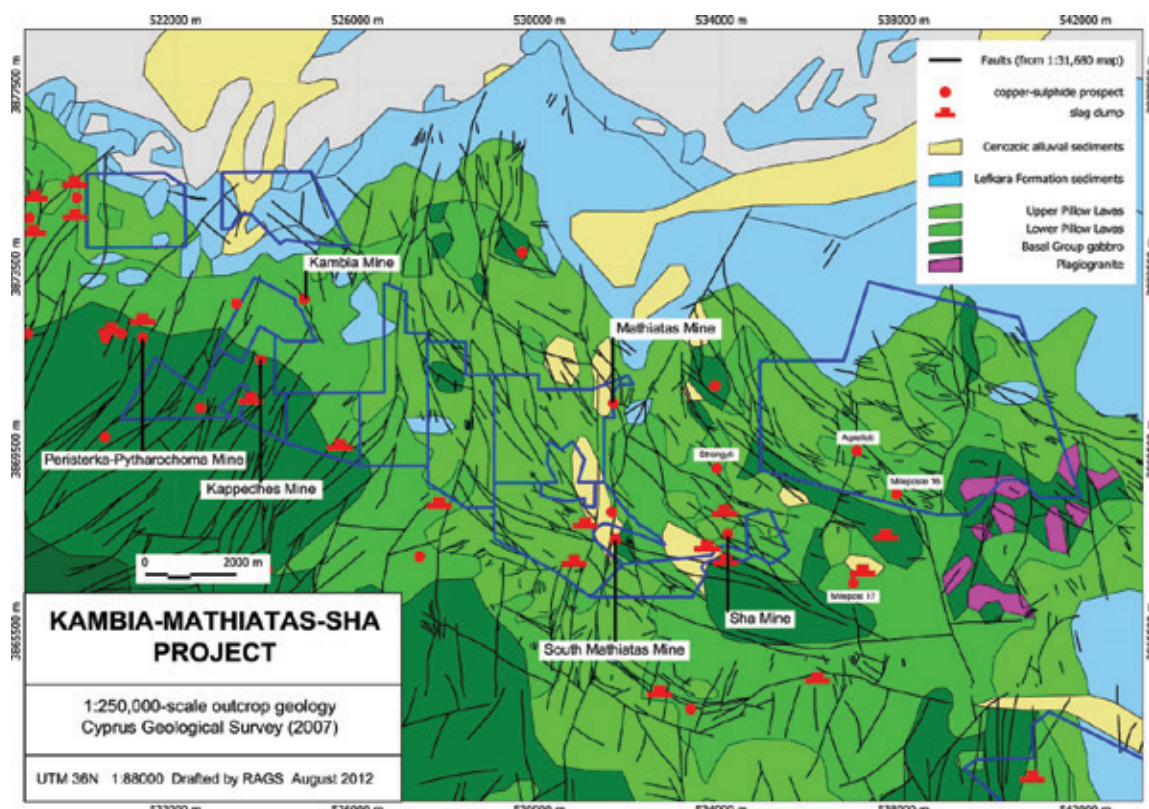 522000 m 526000 m 530000 m 534000 m 538000 m 542000 m
3877500 m
3873500 m
3869500 m
3865500 m
Faults (from 1:31,680 map)
copper-sulphide prospect
slag dump
Cenozoic alluvial sediments
Lefkara Formation sediments
Upper Pillow Lavas
Lower Pillow Lavas
Basal Group gabbro
Plagiogranite
Kambia Mine
Mathiatas Mine
Strongyli
Mileposte 16
Peristerka-Pytharochoma Mine
Kappedhes Mine
Milepost 17
Sha Mine
South Mathiatas Mine
0 2000 m
KAMBIA-MATHIATAS-SHA
PROJECT
1:250,000-scale outcrop geology
Cyprus Geological Survey (2007)
UTM 36N 1:88000 Drafted by RAGS August 2012